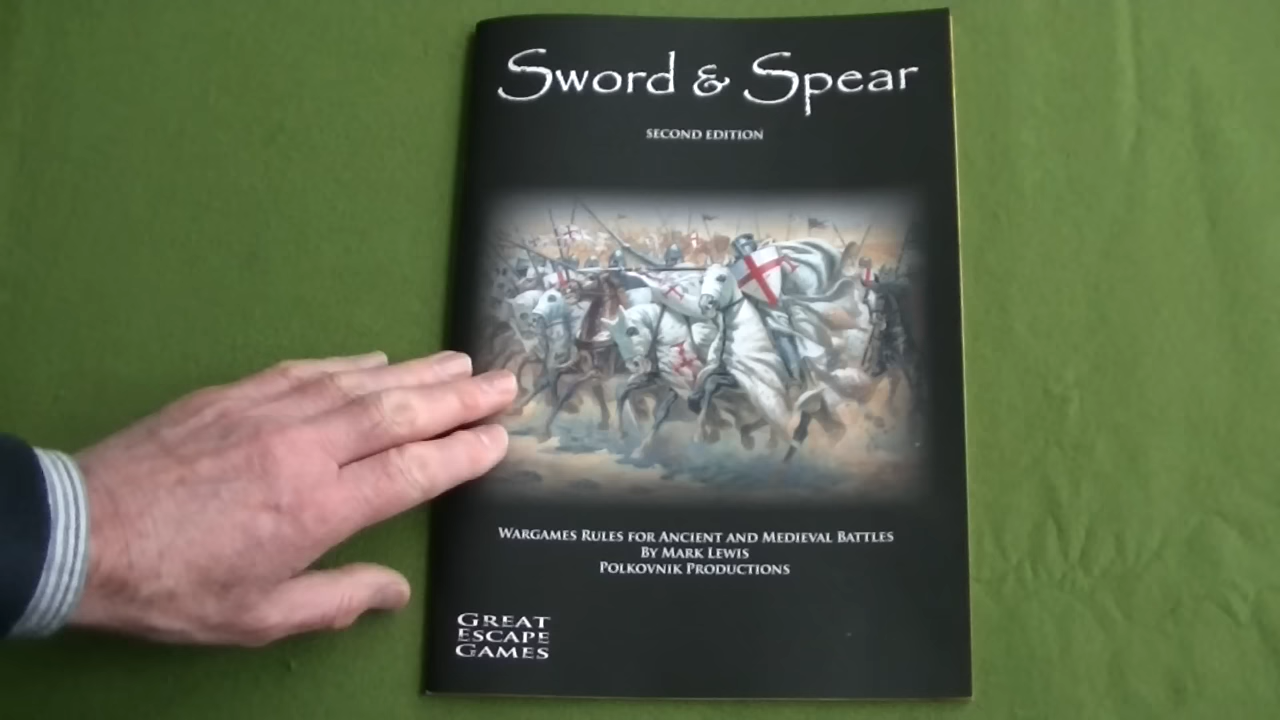 Sword & Spear
SECOND EDITION
WARGAMES RULES FOR ANCIENT AND MEDIEVAL BATTLES
BY MARK LEWIS
POLKOVNIK PRODUCTIONS
GREAT
ESCAPE
GAMES